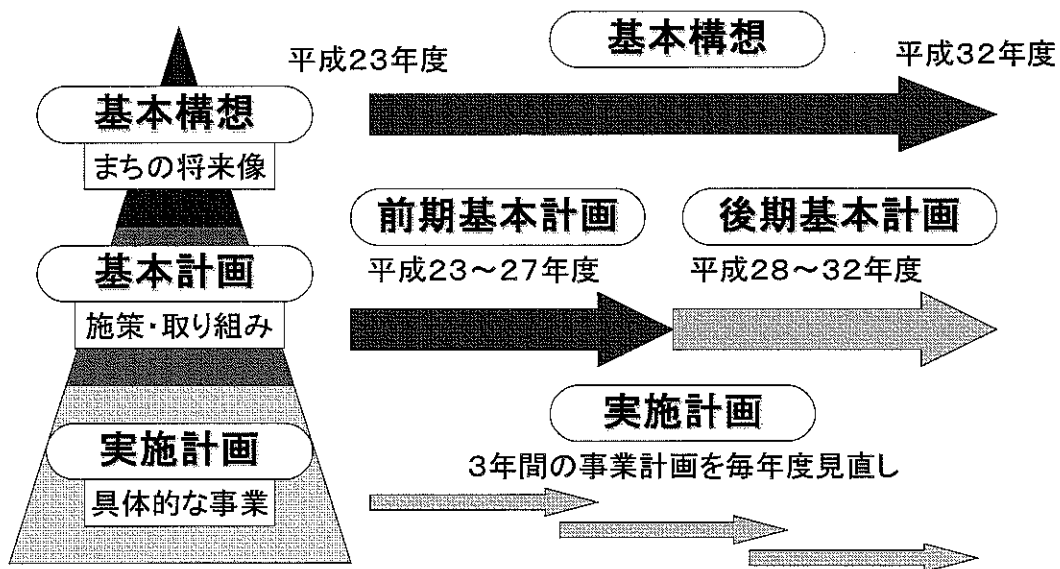 基本構想
まちの将来像
基本計画
施策・取り組み
実施計画
具体的な事業
基本構想
平成23年度
平成32年度
前期基本計画
後期基本計画
平成23～27年度
平成28～32年度
実施計画
3年間の事業計画を毎年度見直し